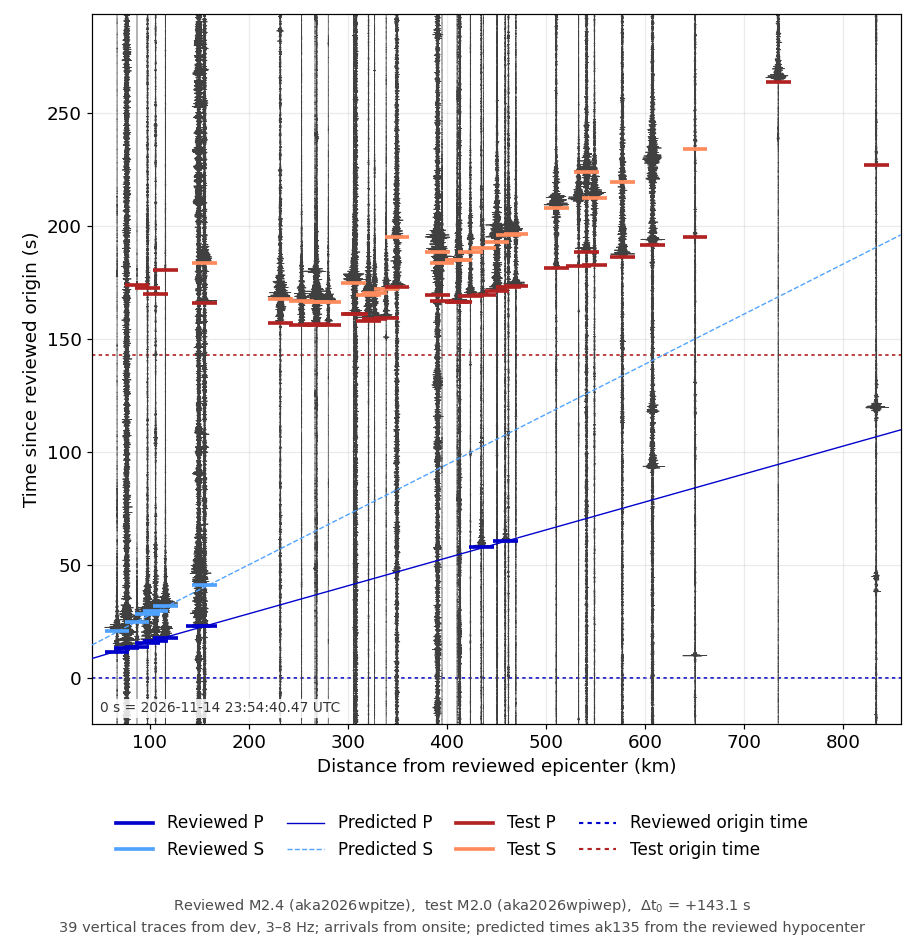 250
200
150
100
50
0
Time since reviewed origin (s)
0 s = 2026-11-14 23:54:40.47 UTC
100 200 300 400 500 600 700 800
Distance from reviewed epicenter (km)
Reviewed P Predicted P Test P Reviewed origin time
Reviewed S Predicted S Test S Test origin time
Reviewed M2.4 (aka2026wpitze), test M2.0 (aka2026wpiwep), Δt₀ = +143.1 s
39 vertical traces from dev, 3–8 Hz; arrivals from onsite; predicted times ak135 from the reviewed hypocenter